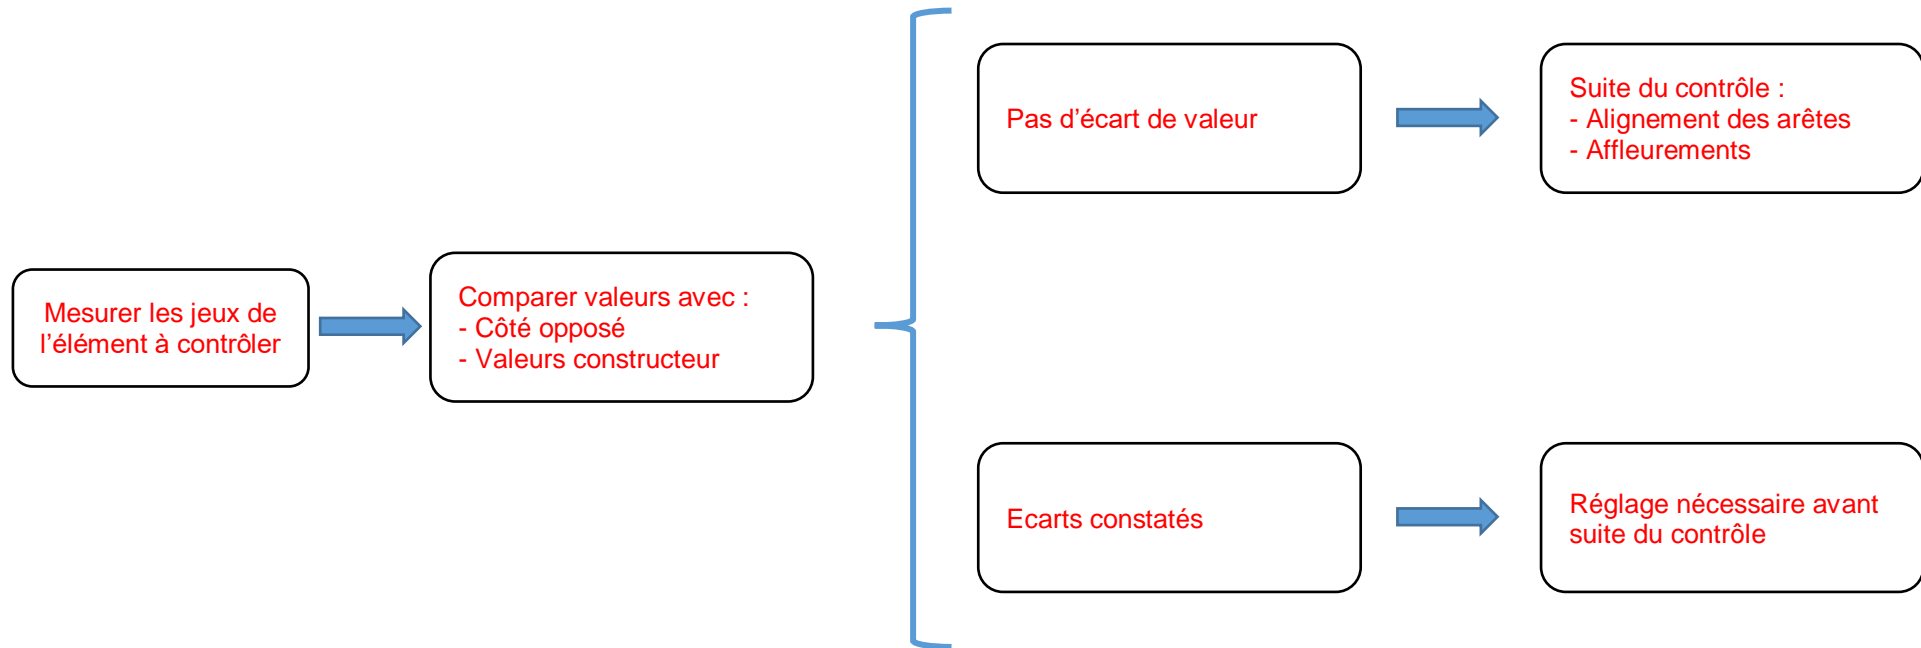 Mesurer les jeux de
l’élément à contrôler
Comparer valeurs avec :
- Côté opposé
- Valeurs constructeur
Pas d’écart de valeur
Suite du contrôle :
- Alignement des arêtes
- Affleurements
Ecarts constatés
Réglage nécessaire avant
suite du contrôle